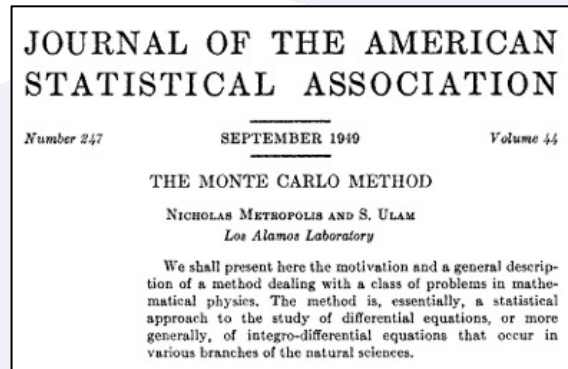 JOURNAL OF THE AMERICAN
STATISTICAL ASSOCIATION
Number 247 SEPTEMBER 1949 Volume 44
THE MONTE CARLO METHOD
NICHOLAS METROPOLIS AND S. ULAM
Los Alamos Laboratory
We shall present here the motivation and a general descrip-
tion of a method dealing with a class of problems in mathe-
matical physics. The method is, essentially, a statistical
approach to the study of differential equations, or more
generally, of integro-differential equations that occur in
various branches of the natural sciences.